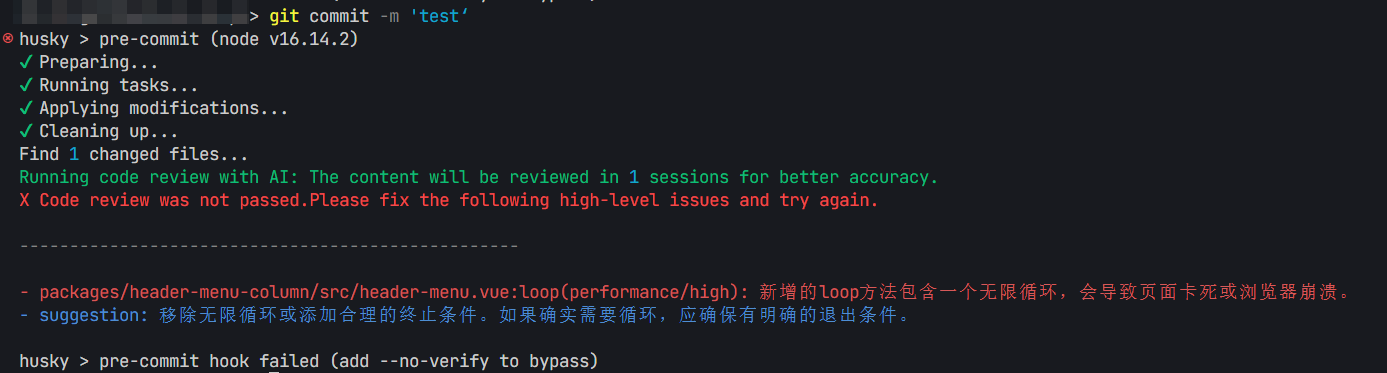 > git commit -m 'test‘
husky > pre-commit (node v16.14.2)
✓ Preparing...
✓ Running tasks...
✓ Applying modifications...
✓ Cleaning up...
Find 1 changed files...
Running code review with AI: The content will be reviewed in 1 sessions for better accuracy.
X Code review was not passed.Please fix the following high-level issues and try again.
--------------------------------------------------
- packages/header-menu-column/src/header-menu.vue:loop(performance/high): 新增的loop方法包含一个无限循环，会导致页面卡死或浏览器崩溃。
- suggestion: 移除无限循环或添加合理的终止条件。如果确实需要循环，应确保有明确的退出条件。
husky > pre-commit hook failed (add --no-verify to bypass)